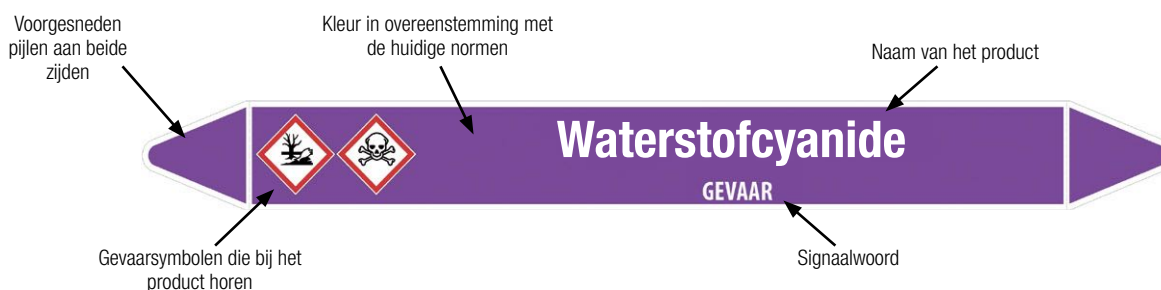 Voorgesneden
pijlen aan beide
zijden
Kleur in overeenstemming met
de huidige normen
Naam van het product
Waterstofcyanide
GEVAAR
Gevaarsymbolen die bij het
product horen
Signaalwoord